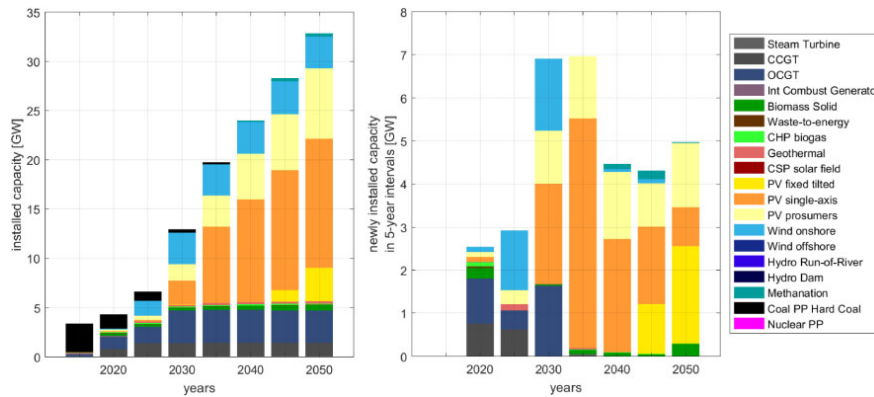 35
30
25
20
15
10
5
0
installed capacity [GW]
2020
2030
2040
2050
years
8
7
6
5
4
3
2
1
0
newly installed capacity
in 5-year intervals [GW]
2020
2030
2040
2050
years
Steam Turbine
CCGT
OCGT
Int Combust Generato
Biomass Solid
Waste-to-energy
CHP biogas
Geothermal
CSP solar field
PV fixed tilted
PV single-axis
PV prosumers
Wind onshore
Wind offshore
Hydro Run-of-River
Hydro Dam
Methanation
Coal PP Hard Coal
Nuclear PP